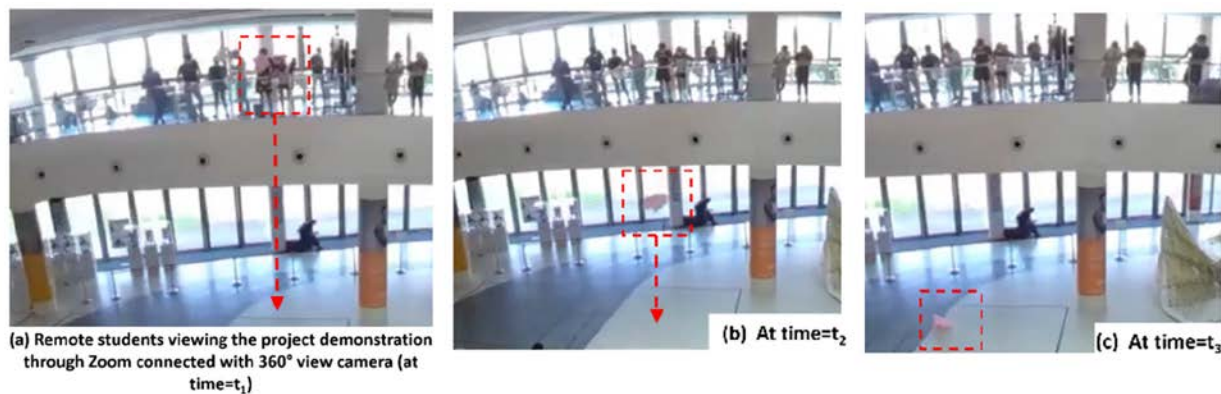 (a) Remote students viewing the project demonstration
through Zoom connected with 360° view camera (at
time=t₁)
(b) At time=t₂
(c) At time=t₃